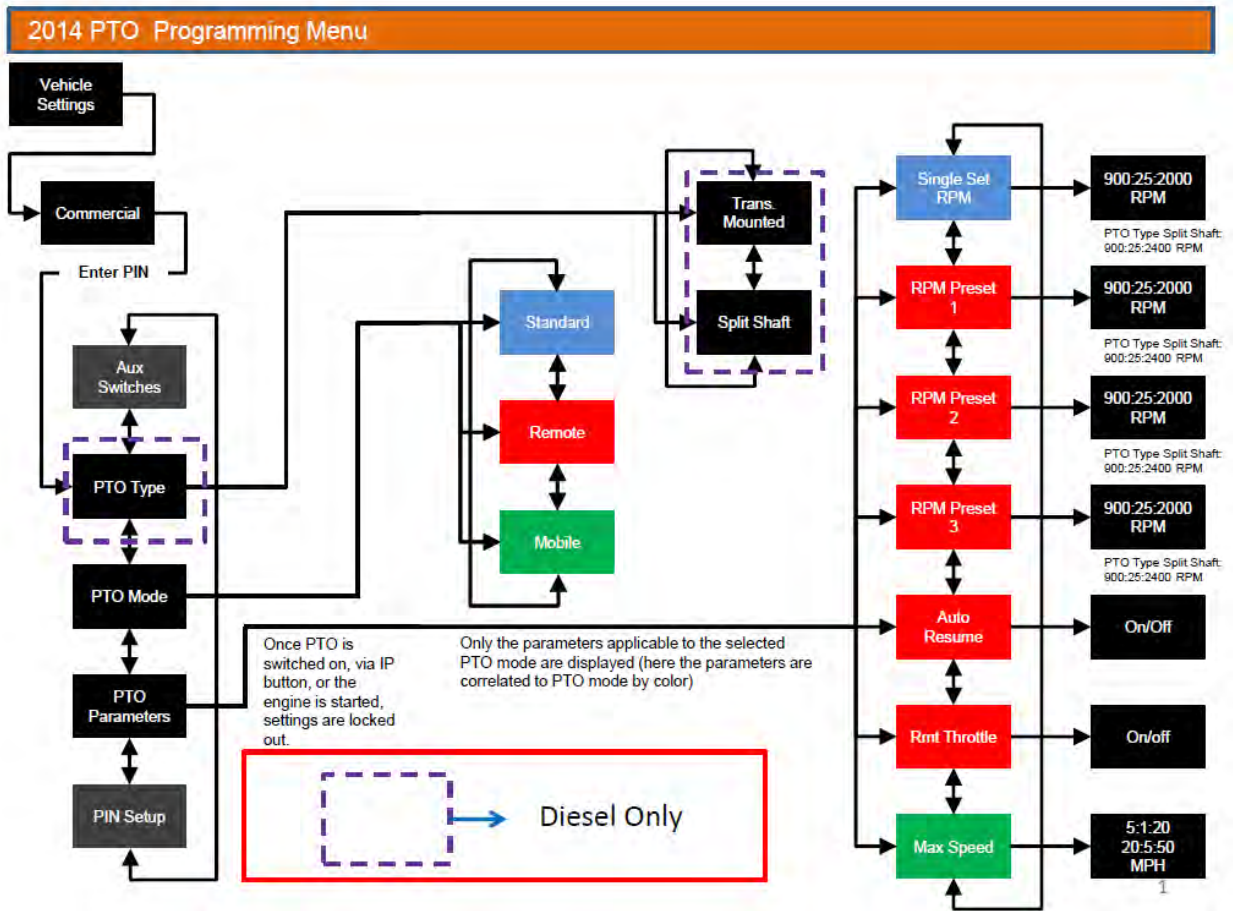 2014 PTO Programming Menu
Vehicle
Settings
Commercial
Enter PIN
Aux
Switches
PTO Type
PTO Mode
PTO
Parameters
PIN Setup
Standard
Remote
Mobile
Trans.
Mounted
Split Shaft
Single Set
RPM
900:25:2000
RPM
PTO Type Split Shaft:
900:25:2400 RPM
RPM Preset
1
900:25:2000
RPM
PTO Type Split Shaft:
900:25:2400 RPM
RPM Preset
2
900:25:2000
RPM
PTO Type Split Shaft:
900:25:2400 RPM
RPM Preset
3
900:25:2000
RPM
PTO Type Split Shaft:
900:25:2400 RPM
Auto
Resume
On/Off
Rmt Throttle
On/off
Max Speed
5:1:20
20:5:50
MPH
Once PTO is
switched on, via IP
button, or the
engine is started,
settings are locked
out.
Only the parameters applicable to the selected
PTO mode are displayed (here the parameters are
correlated to PTO mode by color)
Diesel Only
1